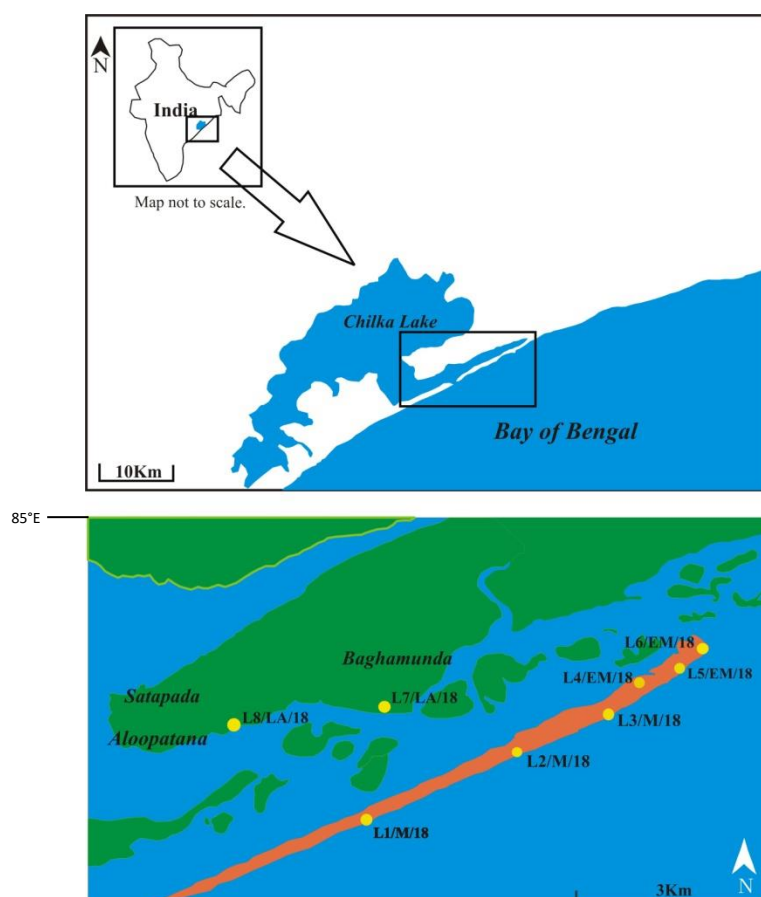 N
India
Map not to scale.
Chilka Lake
Bay of Bengal
10Km
85°E
Baghamunda
L6/EM/18
L4/EM/18
L5/EM/18
Satapada
L7/LA/18
L8/LA/18
L3/M/18
Aloopatana
L2/M/18
L1/M/18
N
3Km